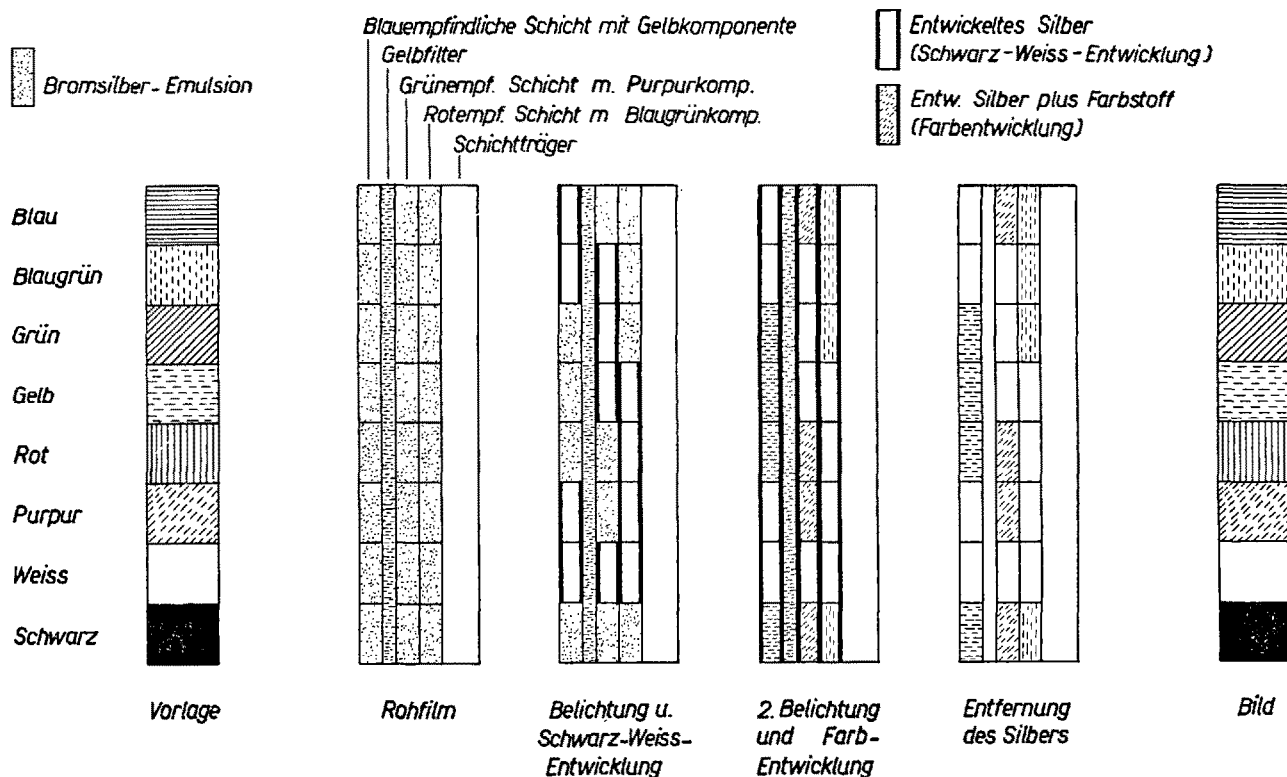 Blauempfindliche Schicht mit Gelbkomponente
Gelbfilter
Grünempf. Schicht m. Purpurkomp.
Rotempf. Schicht m Blaugrünkomp.
Schichtträger
Bromsilber-Emulsion
Entwickeltes Silber
(Schwarz-Weiss-Entwicklung)
Entw. Silber plus Farbstoff
(Farbentwicklung)
Blau
Blaugrün
Grün
Gelb
Rot
Purpur
Weiss
Schwarz
Vorlage
Rohfilm
Belichtung u.
Schwarz-Weiss-
Entwicklung
2. Belichtung
und Farb-
Entwicklung
Entfernung
des Silbers
Bild